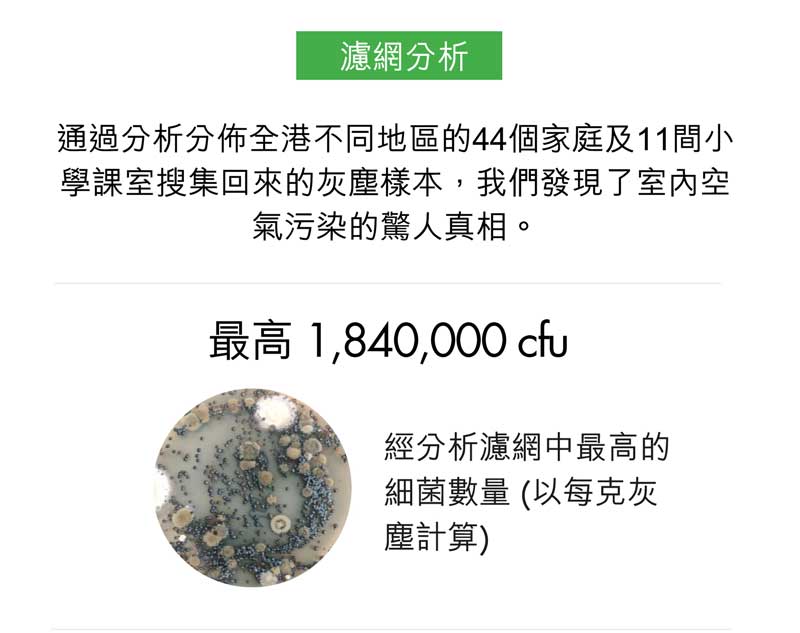 濾網分析
通過分析分佈全港不同地區的44個家庭及11間小
學課室搜集回來的灰塵樣本，我們發現了室內空
氣污染的驚人真相。
最高 1,840,000 cfu
經分析濾網中最高的
細菌數量 (以每克灰
塵計算)